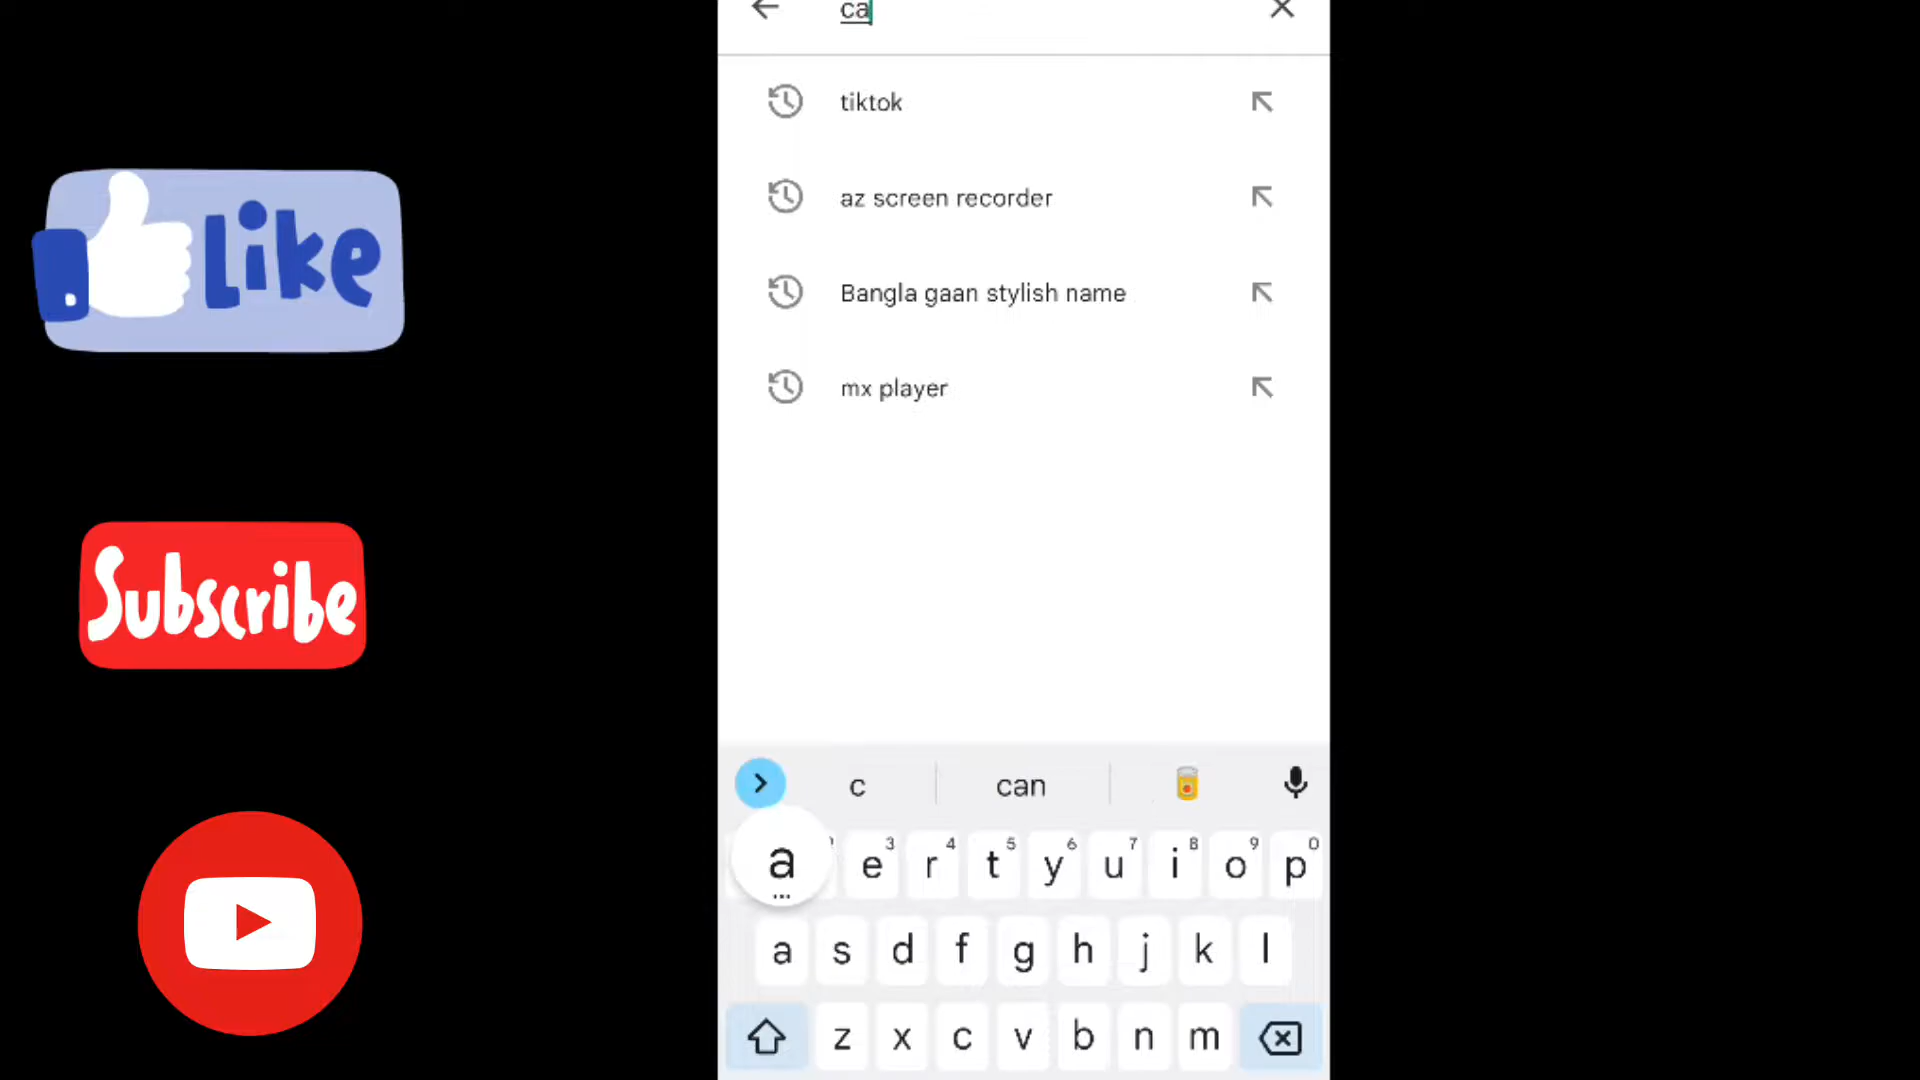 ca
tiktok
az screen recorder
Bangla gaan stylish name
mx player
Like
Subscribe
c can
a e 3 r 4 t 5 y 6 u 7 i 8 o 9 p 0
a s d f g h j k l
z x c v b n m